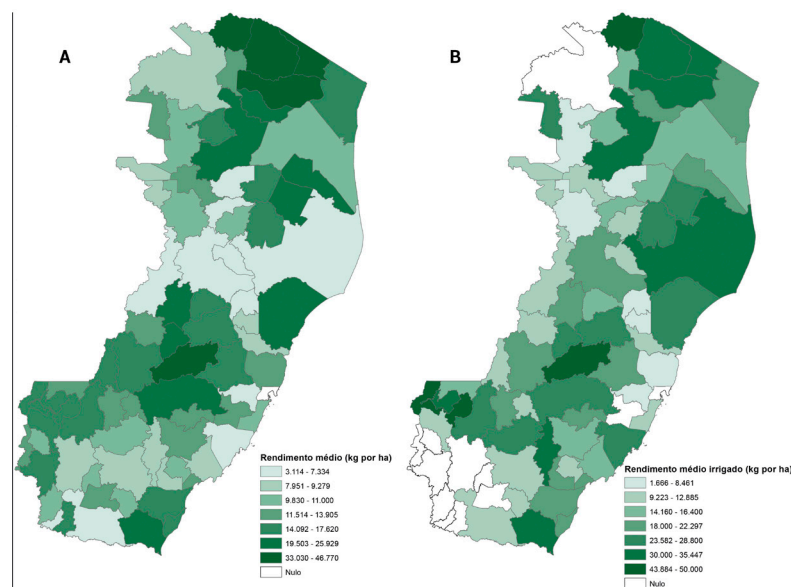 A
B
Rendimento médio (kg por ha)
3.114 - 7.334
7.951 - 9.279
9.830 - 11.000
11.514 - 13.905
14.092 - 17.620
19.503 - 25.929
33.030 - 46.770
Nulo
Rendimento médio irrigado (kg por ha)
1.666 - 8.461
9.223 - 12.885
14.160 - 16.400
18.000 - 22.297
23.582 - 28.800
30.000 - 35.447
43.884 - 50.000
Nulo